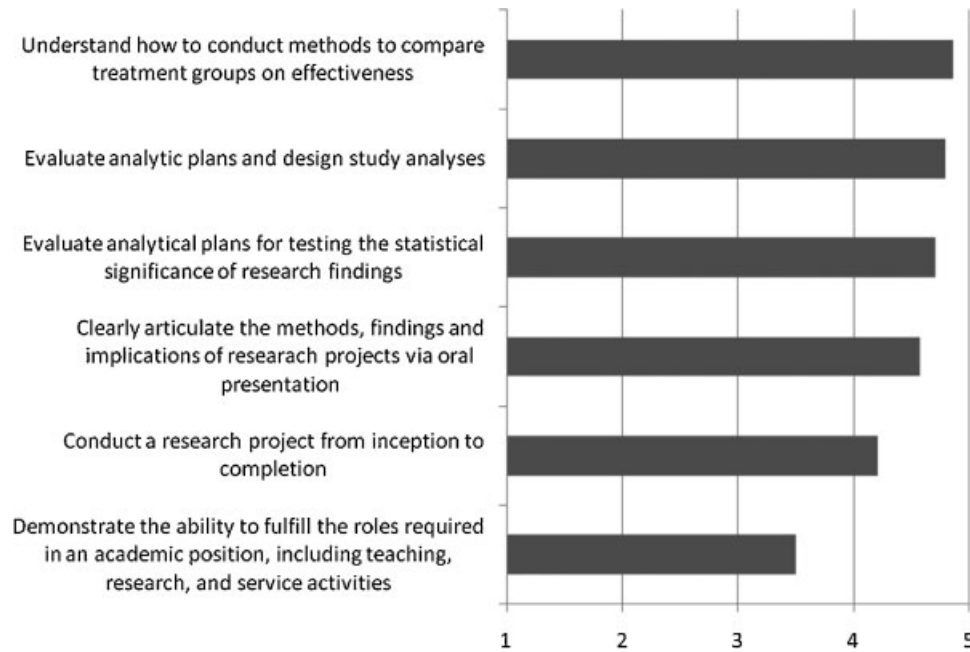 Understand how to conduct methods to compare
treatment groups on effectiveness
Evaluate analytic plans and design study analyses
Evaluate analytical plans for testing the statistical
significance of research findings
Clearly articulate the methods, findings and
implications of researach projects via oral
presentation
Conduct a research project from inception to
completion
Demonstrate the ability to fulfill the roles required
in an academic position, including teaching,
research, and service activities
1 2 3 4 5